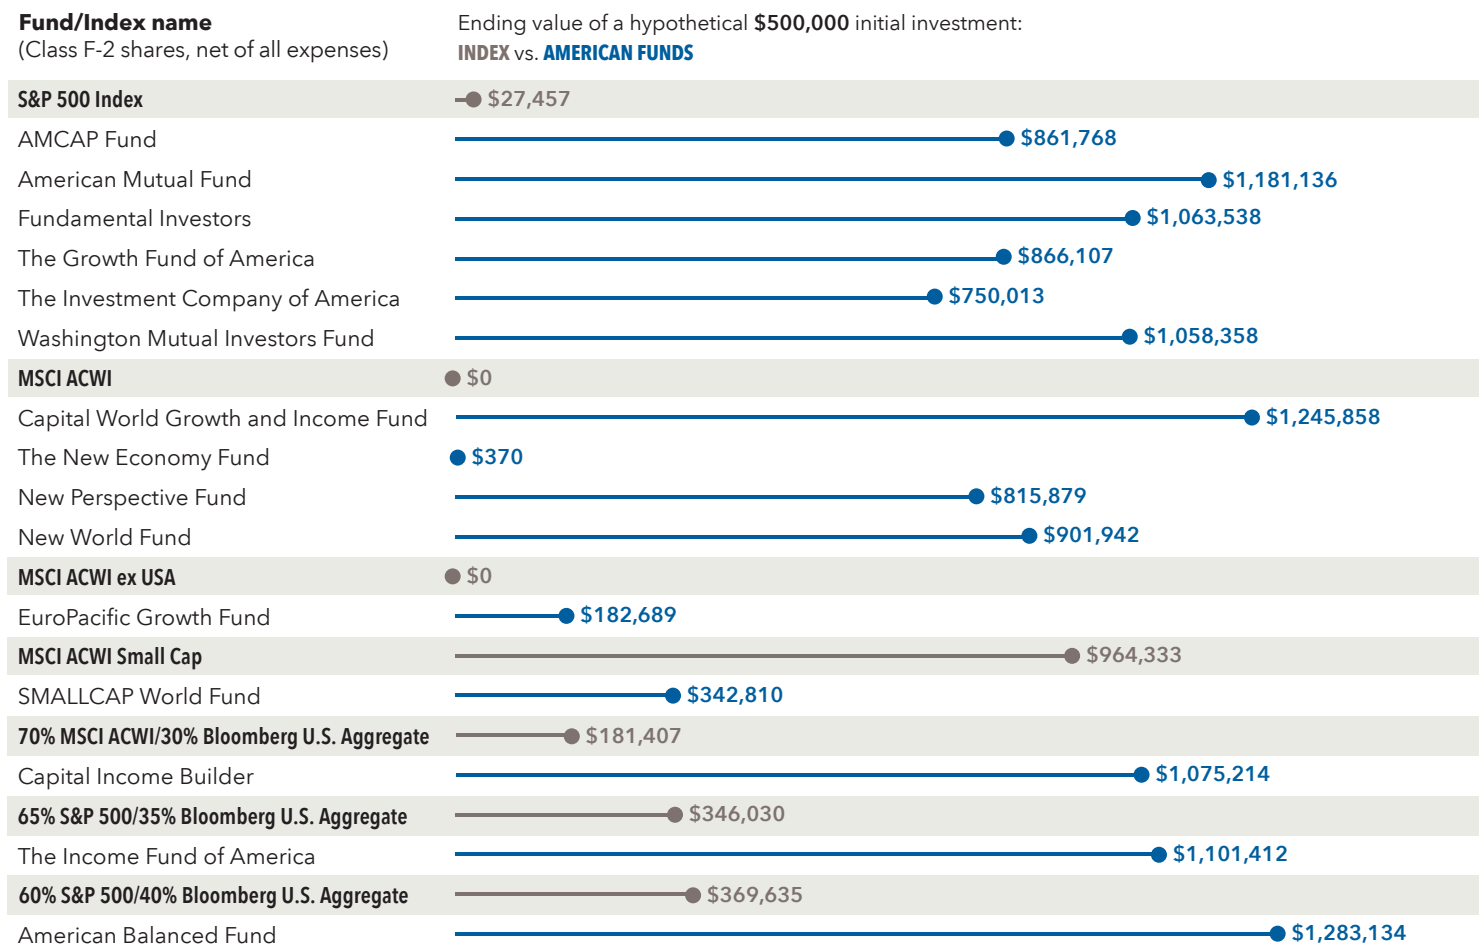 Fund/Index name
(Class F-2 shares, net of all expenses)
Ending value of a hypothetical $500,000 initial investment:
INDEX vs. AMERICAN FUNDS
S&P 500 Index $27,457
AMCAP Fund $861,768
American Mutual Fund $1,181,136
Fundamental Investors $1,063,538
The Growth Fund of America $866,107
The Investment Company of America $750,013
Washington Mutual Investors Fund $1,058,358
MSCI ACWI $0
Capital World Growth and Income Fund $1,245,858
The New Economy Fund $370
New Perspective Fund $815,879
New World Fund $901,942
MSCI ACWI ex USA $0
EuroPacific Growth Fund $182,689
MSCI ACWI Small Cap $964,333
SMALLCAP World Fund $342,810
70% MSCI ACWI/30% Bloomberg U.S. Aggregate $181,407
Capital Income Builder $1,075,214
65% S&P 500/35% Bloomberg U.S. Aggregate $346,030
The Income Fund of America $1,101,412
60% S&P 500/40% Bloomberg U.S. Aggregate $369,635
American Balanced Fund $1,283,134